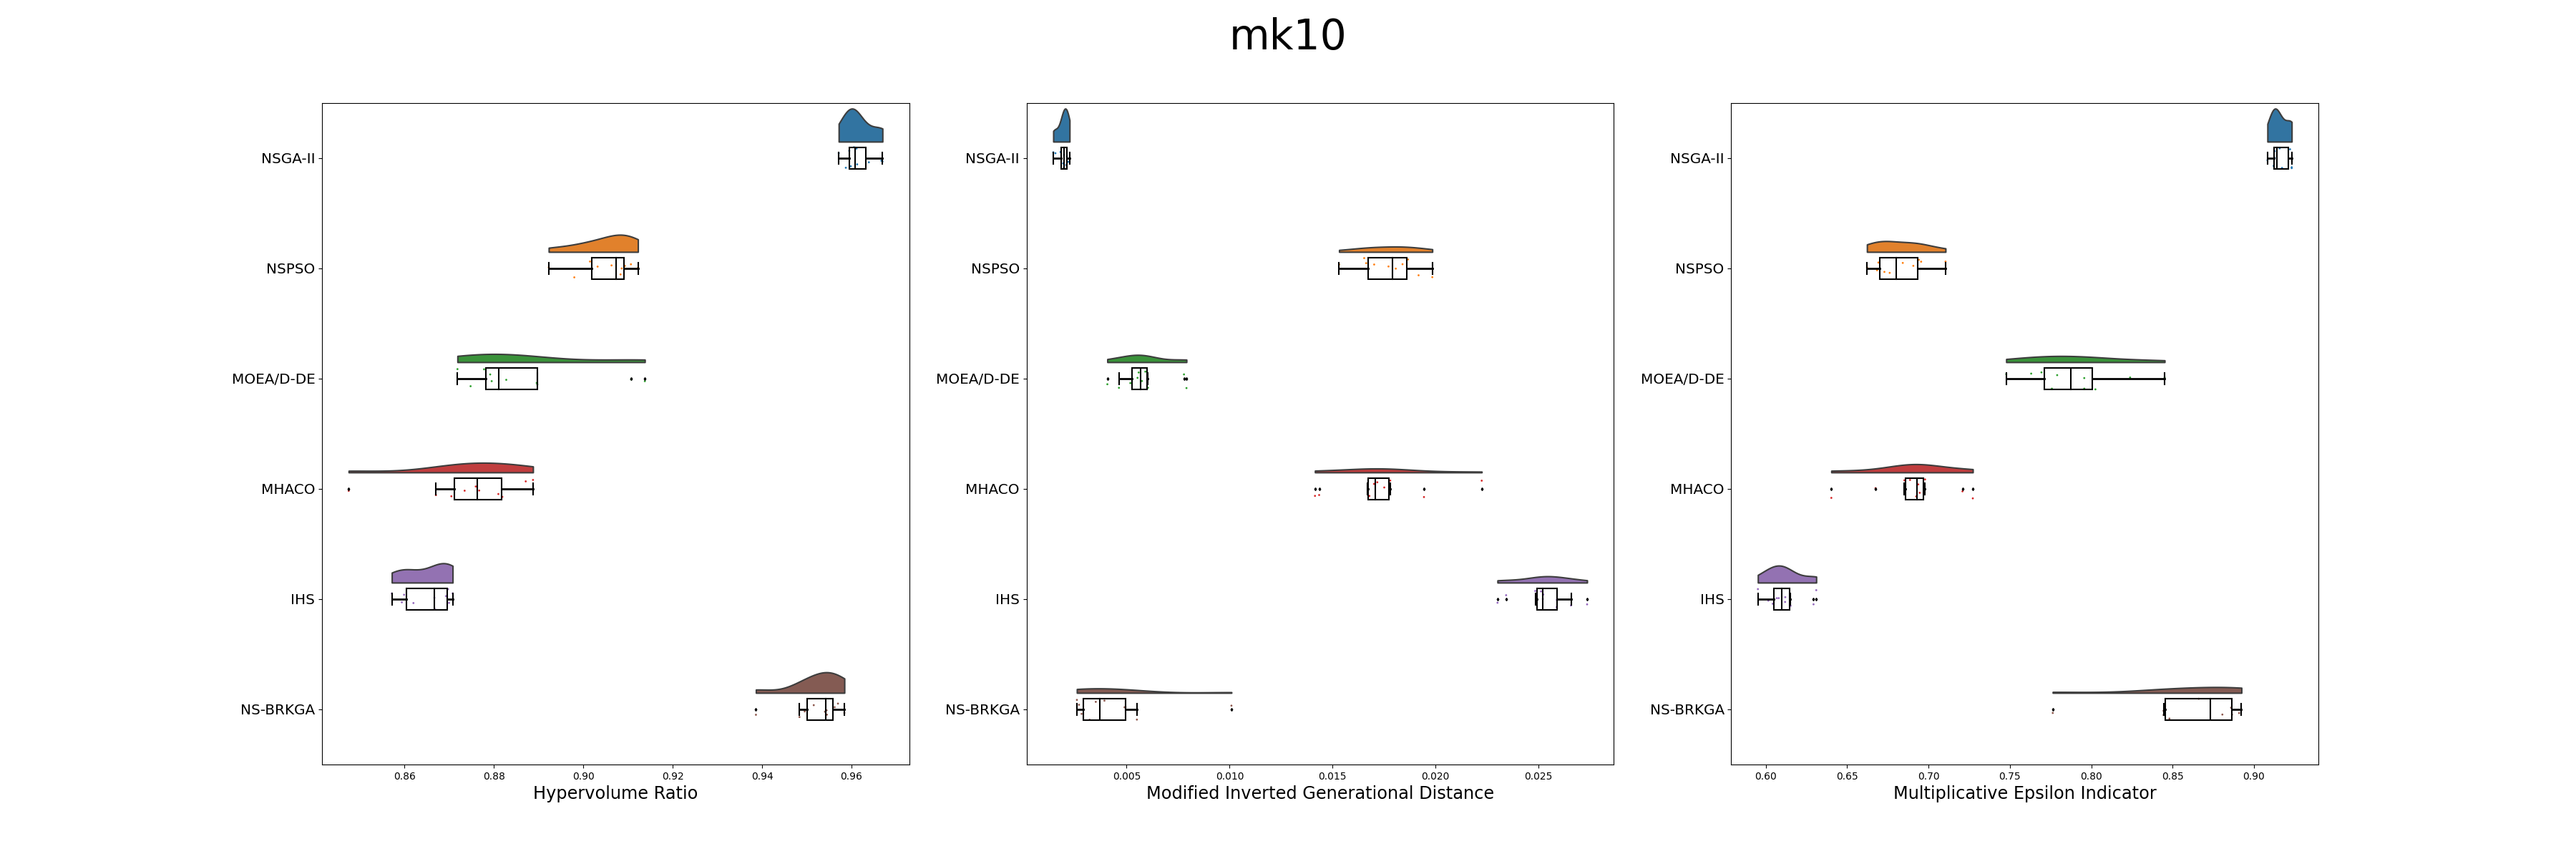 mk10
NSGA-II
NSPSO
MOEA/D-DE
MHACO
IHS
NS-BRKGA
0.86 0.88 0.90 0.92 0.94 0.96
Hypervolume Ratio
NSGA-II
NSPSO
MOEA/D-DE
MHACO
IHS
NS-BRKGA
0.005 0.010 0.015 0.020 0.025
Modified Inverted Generational Distance
NSGA-II
NSPSO
MOEA/D-DE
MHACO
IHS
NS-BRKGA
0.60 0.65 0.70 0.75 0.80 0.85 0.90
Multiplicative Epsilon Indicator